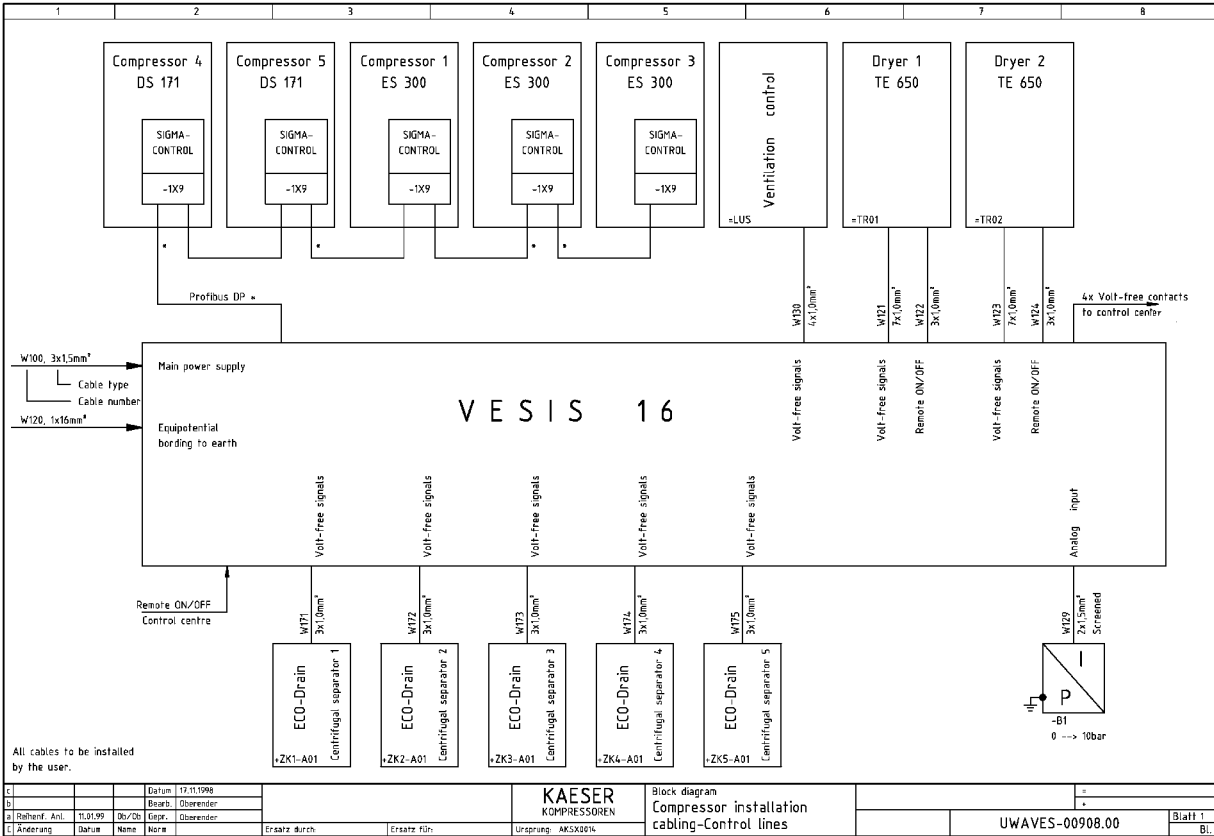 1 2 3 4 5 6 7 8
Compressor 4
DS 171
SIGMA-
CONTROL
-1X9
Compressor 5
DS 171
SIGMA-
CONTROL
-1X9
Compressor 1
ES 300
SIGMA-
CONTROL
-1X9
Compressor 2
ES 300
SIGMA-
CONTROL
-1X9
Compressor 3
ES 300
SIGMA-
CONTROL
-1X9
Ventilation control
=LUS
Dryer 1
TE 650
=TR01
Dryer 2
TE 650
=TR02
* * * *
Profibus DP *
W130
4x1,0mm²
W121
7x1,0mm²
W122
3x1,0mm²
W123
7x1,0mm²
W124
3x1,0mm²
4x Volt-free contacts
to control center
W100, 3x1,5mm²
Cable type
Cable number
W120, 1x16mm²
Main power supply
Equipotential
bording to earth
VESIS 16
Volt-free signals
Volt-free signals
Remote ON/OFF
Volt-free signals
Remote ON/OFF
Volt-free signals
Volt-free signals
Volt-free signals
Volt-free signals
Volt-free signals
Analog input
Remote ON/OFF
Control centre
W171
3x1,0mm²
W172
3x1,0mm²
W173
3x1,0mm²
W174
3x1,0mm²
W175
3x1,0mm²
W129
2x1,5mm²
Screened
ECO-Drain
Centrifugal separator 1
+ZK1-A01
ECO-Drain
Centrifugal separator 2
+ZK2-A01
ECO-Drain
Centrifugal separator 3
+ZK3-A01
ECO-Drain
Centrifugal separator 4
+ZK4-A01
ECO-Drain
Centrifugal separator 5
+ZK5-A01
I
P
-B1
0 --> 10bar
All cables to be installed
by the user.
c Datum 17.11.1998
b Bearb. Oberender
a Reihenf. Anl. 11.01.99 Ob/Ob Gepr. Oberender
Änderung Datum Name Norm
Ersatz durch: Ersatz für:
KAESER
KOMPRESSOREN
Ursprung: AKSX0014
Block diagram
Compressor installation
cabling-Control lines
=
+
UWAVES-00908.00
Blatt 1
Bl.